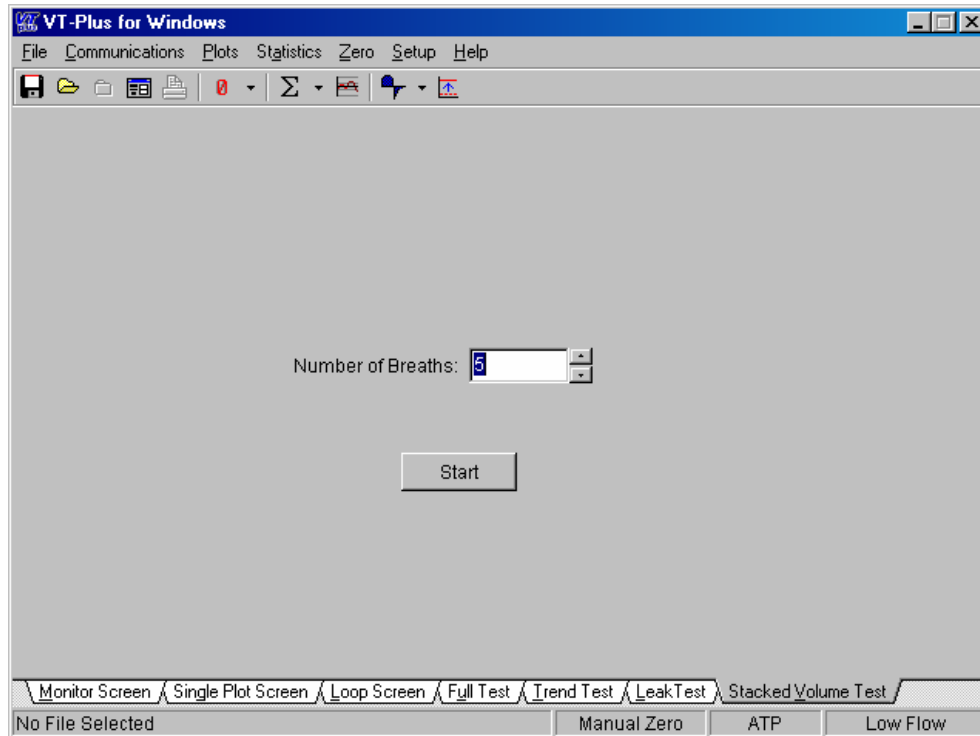 VT-Plus for Windows
File Communications Plots Statistics Zero Setup Help
0 Σ
Number of Breaths: 5
Start
Monitor Screen Single Plot Screen Loop Screen Full Test Trend Test LeakTest Stacked Volume Test
No File Selected Manual Zero ATP Low Flow